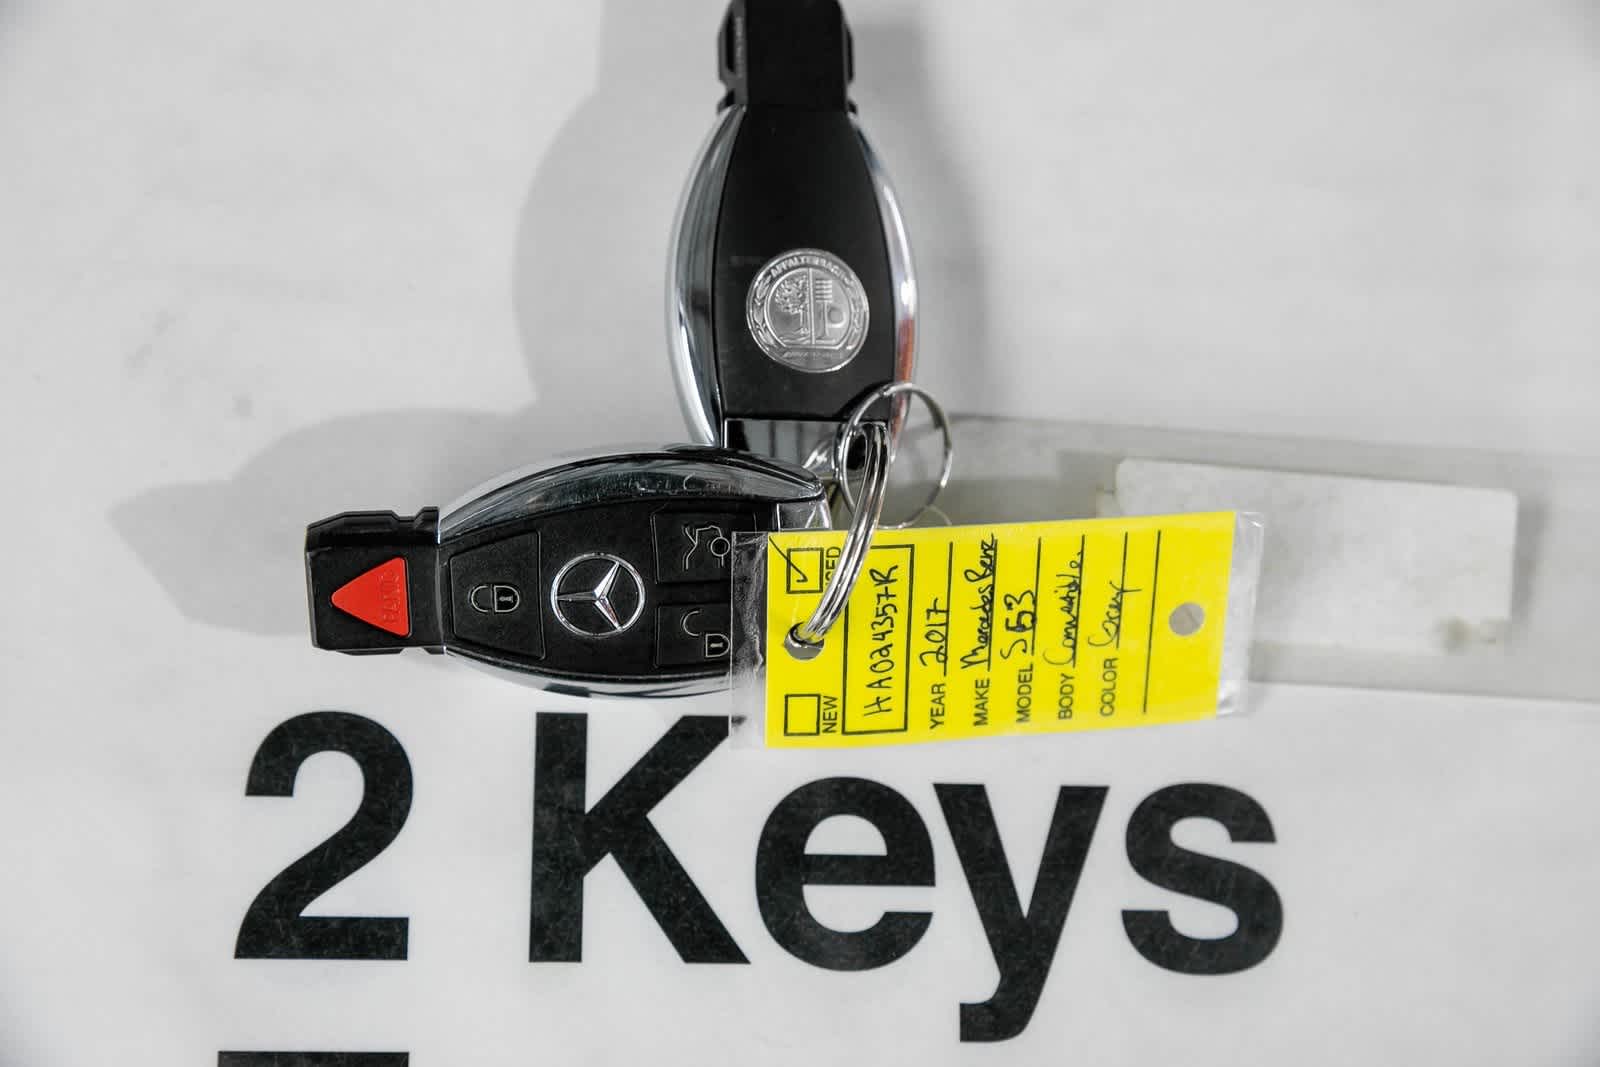 AFFALTERBACH
PANIC
USED
NEW
HA024357R
YEAR 2017
MAKE Mercedes Benz
MODEL S63
BODY Convertible
COLOR Grey
2 Keys